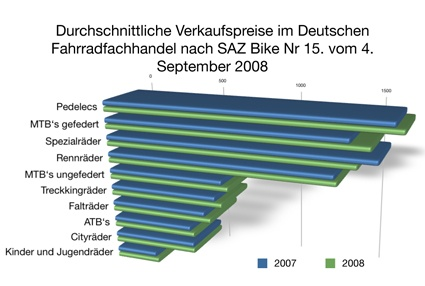 Durchschnittliche Verkaufspreise im Deutschen
Fahrradfachhandel nach SAZ Bike Nr 15. vom 4.
September 2008
0
500
1000
1500
Pedelecs
MTB's gefedert
Spezialräder
Rennräder
MTB's ungefedert
Treckkingräder
Falträder
ATB's
Cityräder
Kinder und Jugendräder
2007
2008